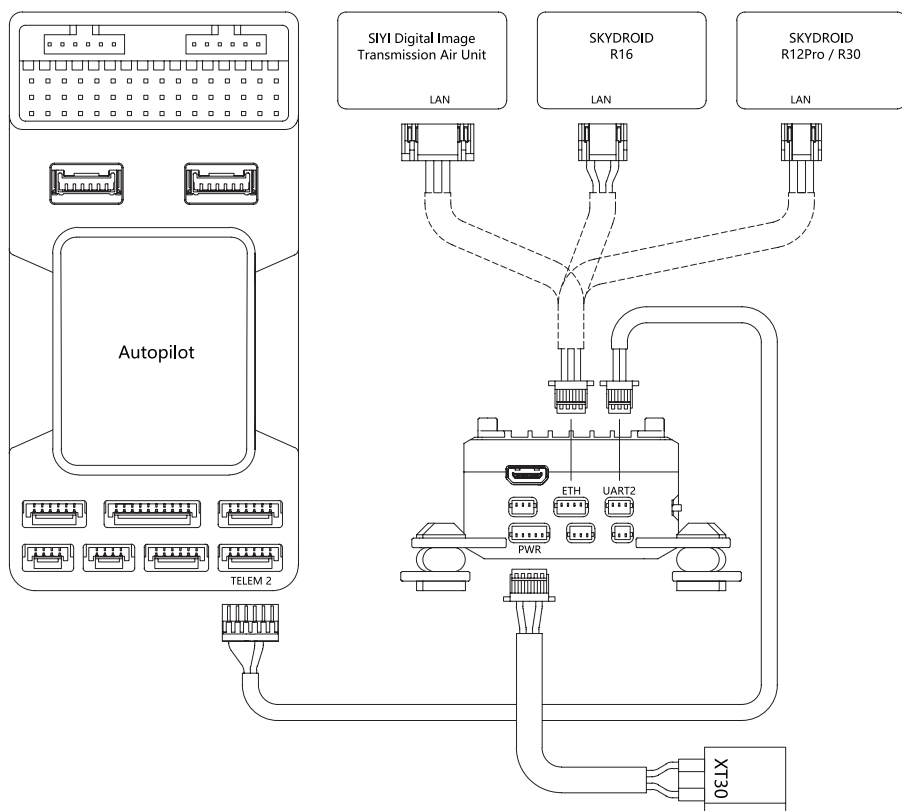 SIYI Digital Image
Transmission Air Unit
LAN
SKYDROID
R16
LAN
SKYDROID
R12Pro / R30
LAN
Autopilot
ETH
UART2
PWR
TELEM 2
XT30